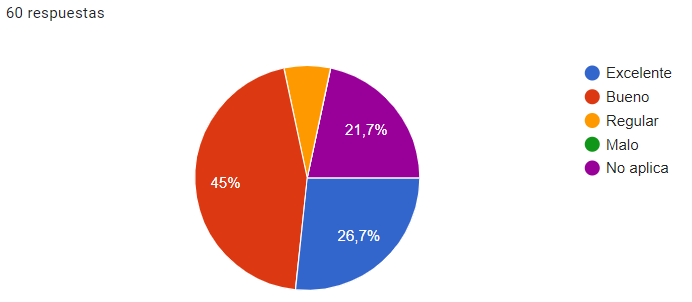 60 respuestas
21,7%
45%
26,7%
Excelente
Bueno
Regular
Malo
No aplica